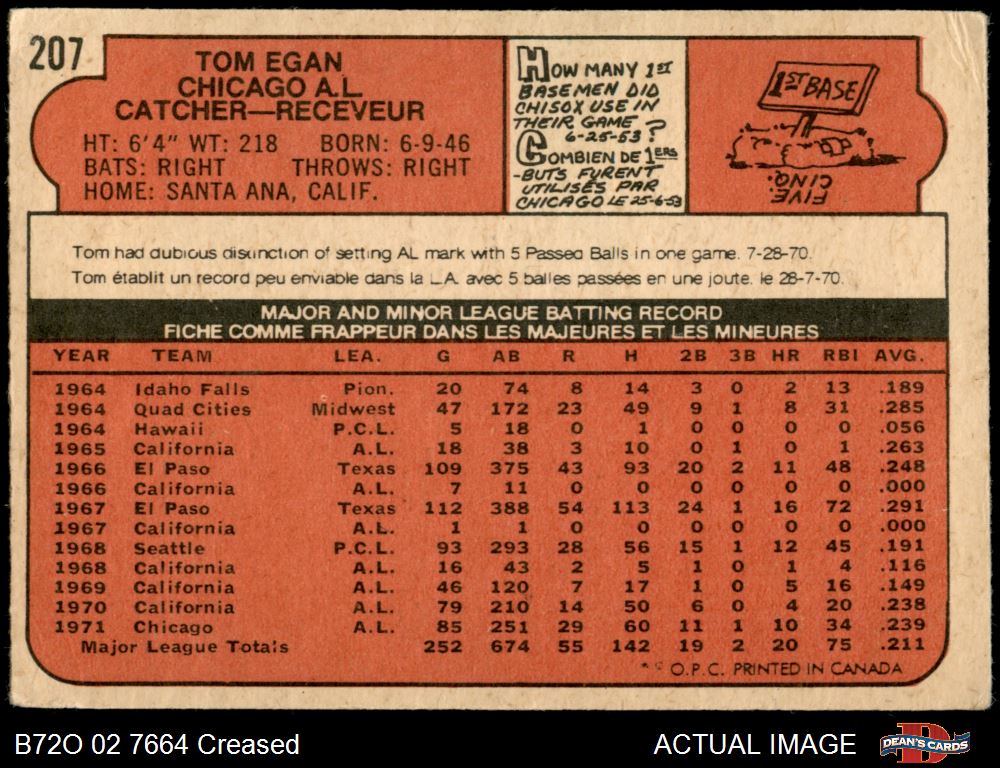 207
TOM EGAN
CHICAGO A.L.
CATCHER—RECEVEUR
HT: 6'4" WT: 218 BORN: 6-9-46
BATS: RIGHT THROWS: RIGHT
HOME: SANTA ANA, CALIF.
HOW MANY 1ST
BASEMEN DID
CHISOX USE IN
THEIR GAME
6-25-53?
COMBIEN DE 1ERS
-BUTS FURENT
UTILISÉS PAR
CHICAGO LE 25-6-53
1ST BASE
FIVE
CINQ.
Tom had dubious distinction of setting AL mark with 5 Passed Balls in one game. 7-28-70.
Tom établit un record peu enviable dans la L.A. avec 5 balles passées en une joute. le 28-7-70.
MAJOR AND MINOR LEAGUE BATTING RECORD
FICHE COMME FRAPPEUR DANS LES MAJEURES ET LES MINEURES
YEAR TEAM LEA. G AB R H 2B 3B HR RBI AVG.
1964 Idaho Falls Pion. 20 74 8 14 3 0 2 13 .189
1964 Quad Cities Midwest 47 172 23 49 9 1 8 31 .285
1964 Hawaii P.C.L. 5 18 0 1 0 0 0 0 .056
1965 California A.L. 18 38 3 10 0 1 0 1 .263
1966 El Paso Texas 109 375 43 93 20 2 11 48 .248
1966 California A.L. 7 11 0 0 0 0 0 0 .000
1967 El Paso Texas 112 388 54 113 24 1 16 72 .291
1967 California A.L. 1 1 0 0 0 0 0 0 .000
1968 Seattle P.C.L. 93 293 28 56 15 1 12 45 .191
1968 California A.L. 16 43 2 5 1 0 1 4 .116
1969 California A.L. 46 120 7 17 1 0 5 16 .149
1970 California A.L. 79 210 14 50 6 0 4 20 .238
1971 Chicago A.L. 85 251 29 60 11 1 10 34 .239
Major League Totals 252 674 55 142 19 2 20 75 .211
* © O.P.C. PRINTED IN CANADA
B72O 02 7664 Creased
ACTUAL IMAGE
DEAN'S CARDS